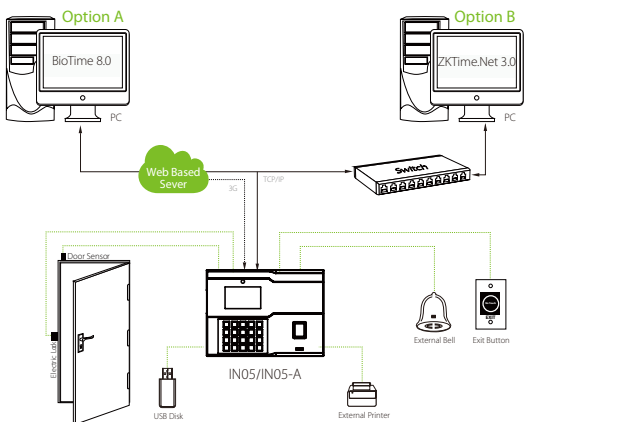 Option A
Option B
BioTime 8.0
ZKTime.Net 3.0
PC
PC
Web Based
Sever
Switch
3G
TCP/IP
Door Sensor
Electric Lock
EXIT
External Bell
Exit Button
IN05/IN05-A
USB Disk
External Printer